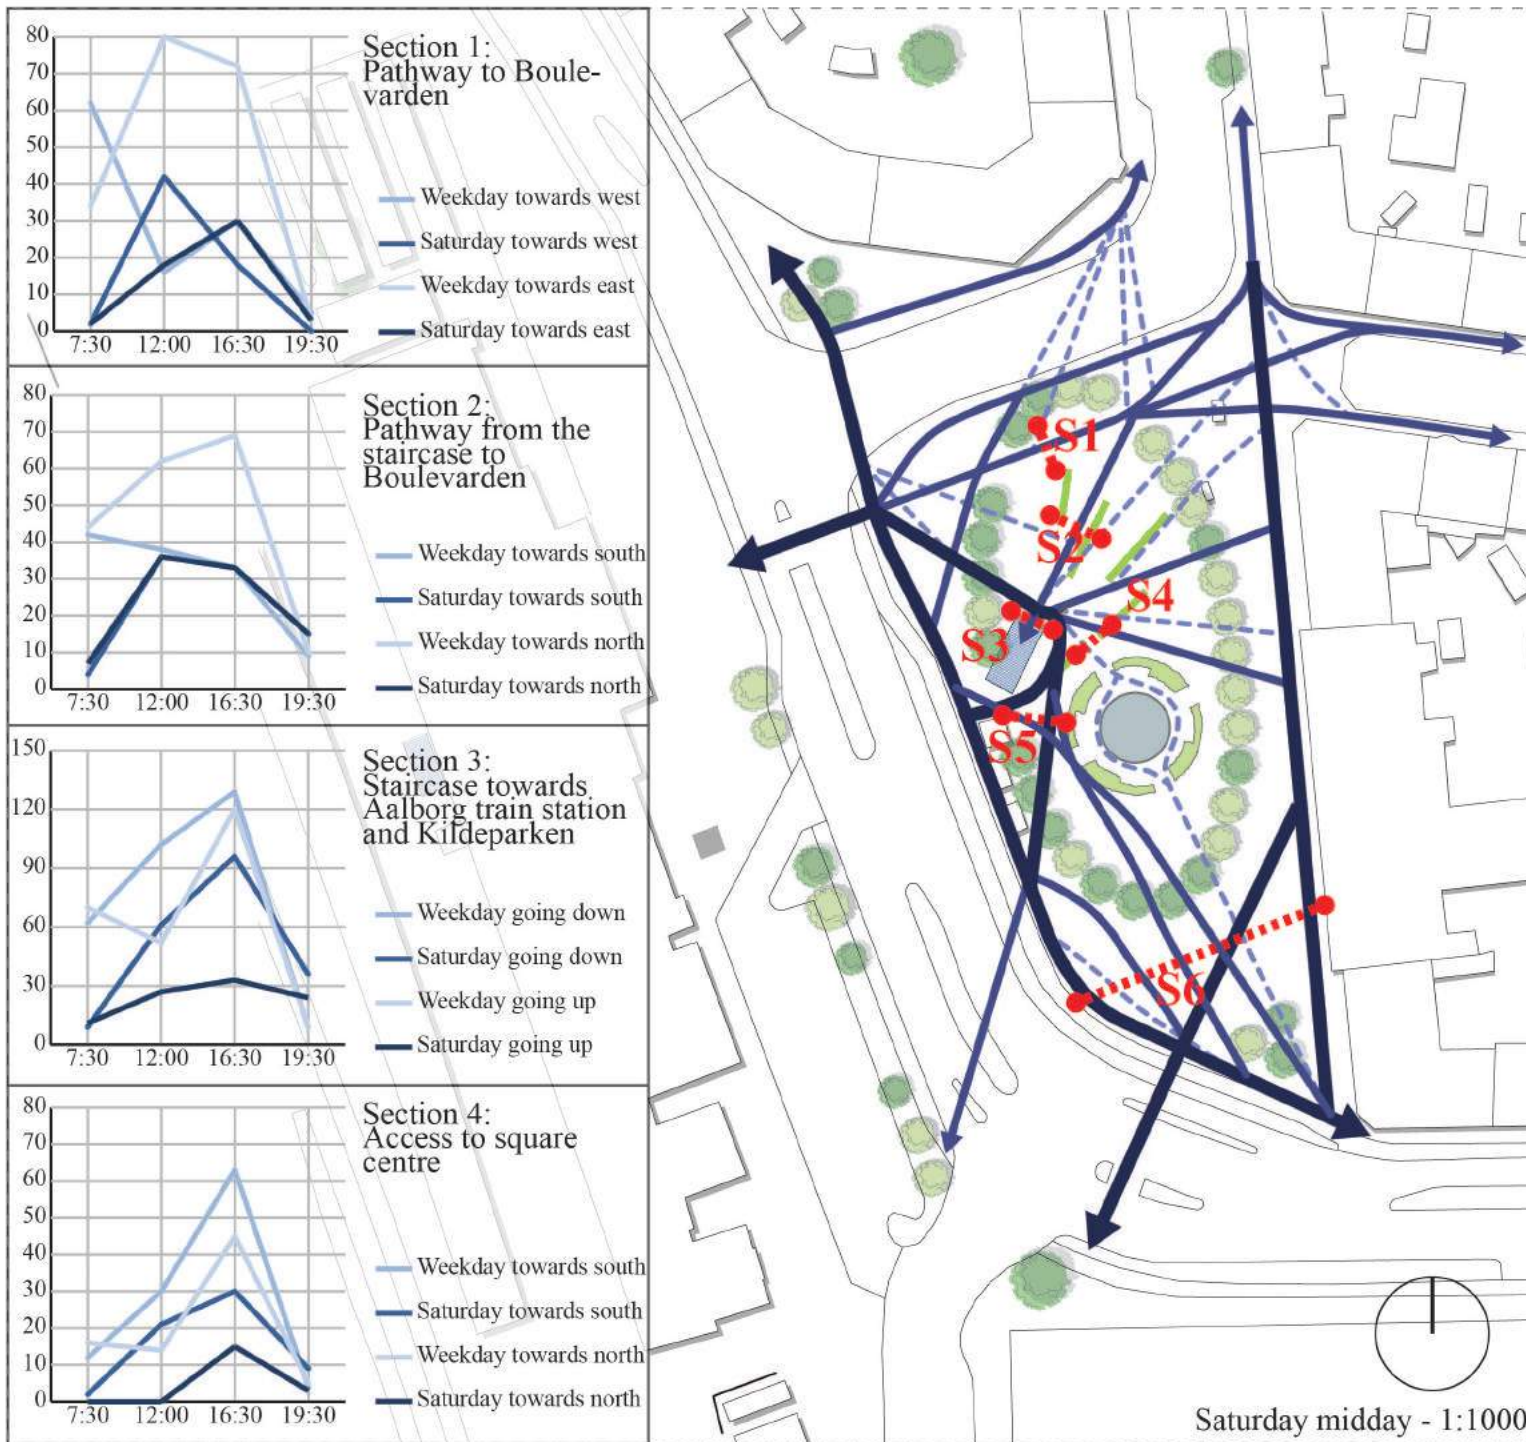 80
70
60
50
40
30
20
10
0
7:30 12:00 16:30 19:30
Section 1:
Pathway to Boule-
varden
Weekday towards west
Saturday towards west
Weekday towards east
Saturday towards east
80
70
60
50
40
30
20
10
0
7:30 12:00 16:30 19:30
Section 2:
Pathway from the
staircase to
Boulevarden
Weekday towards south
Saturday towards south
Weekday towards north
Saturday towards north
150
120
90
60
30
0
7:30 12:00 16:30 19:30
Section 3:
Staircase towards
Aalborg train station
and Kildeparken
Weekday going down
Saturday going down
Weekday going up
Saturday going up
80
70
60
50
40
30
20
10
0
7:30 12:00 16:30 19:30
Section 4:
Access to square
centre
Weekday towards south
Saturday towards south
Weekday towards north
Saturday towards north
S1
S2
S4
S3
S5
S6
Saturday midday - 1:1000